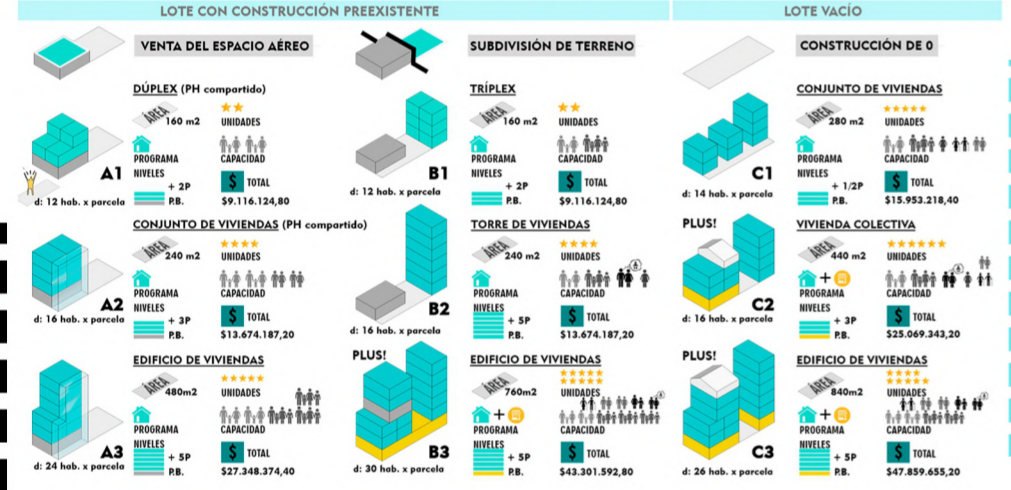 LOTE CON CONSTRUCCIÓN PREEXISTENTE
LOTE VACÍO
VENTA DEL ESPACIO AÉREO
SUBDIVISIÓN DE TERRENO
CONSTRUCCIÓN DE 0
DÚPLEX (PH compartido)
ÁREA
160 m2
UNIDADES
PROGRAMA
CAPACIDAD
NIVELES
+ 2P
P.B.
$ TOTAL
$9.116.124,80
A1
d: 12 hab. x parcela
TRÍPLEX
ÁREA
160 m2
UNIDADES
PROGRAMA
CAPACIDAD
NIVELES
+ 2P
P.B.
$ TOTAL
$9.116.124,80
B1
d: 12 hab. x parcela
CONJUNTO DE VIVIENDAS
ÁREA
280 m2
UNIDADES
PROGRAMA
CAPACIDAD
NIVELES
+ 1/2P
P.B.
$ TOTAL
$15.953.218,40
C1
d: 14 hab. x parcela
CONJUNTO DE VIVIENDAS (PH compartido)
ÁREA
240 m2
UNIDADES
PROGRAMA
CAPACIDAD
NIVELES
+ 3P
P.B.
$ TOTAL
$13.674.187,20
A2
d: 16 hab. x parcela
TORRE DE VIVIENDAS
ÁREA
240 m2
UNIDADES
PROGRAMA
CAPACIDAD
NIVELES
+ 5P
P.B.
$ TOTAL
$13.674.187,20
B2
d: 16 hab. x parcela
PLUS!
VIVIENDA COLECTIVA
ÁREA
440 m2
UNIDADES
+
PROGRAMA
CAPACIDAD
NIVELES
+ 3P
P.B.
$ TOTAL
$25.069.343,20
C2
d: 16 hab. x parcela
EDIFICIO DE VIVIENDAS
ÁREA
480m2
UNIDADES
PROGRAMA
CAPACIDAD
NIVELES
+ 5P
P.B.
$ TOTAL
$27.348.374,40
A3
d: 24 hab. x parcela
PLUS!
EDIFICIO DE VIVIENDAS
ÁREA
760m2
UNIDADES
+
PROGRAMA
CAPACIDAD
NIVELES
+ 5P
P.B.
$ TOTAL
$43.301.592,80
B3
d: 30 hab. x parcela
PLUS!
EDIFICIO DE VIVIENDAS
ÁREA
840m2
UNIDADES
+
PROGRAMA
CAPACIDAD
NIVELES
+ 5P
P.B.
$ TOTAL
$47.859.655,20
C3
d: 26 hab. x parcela